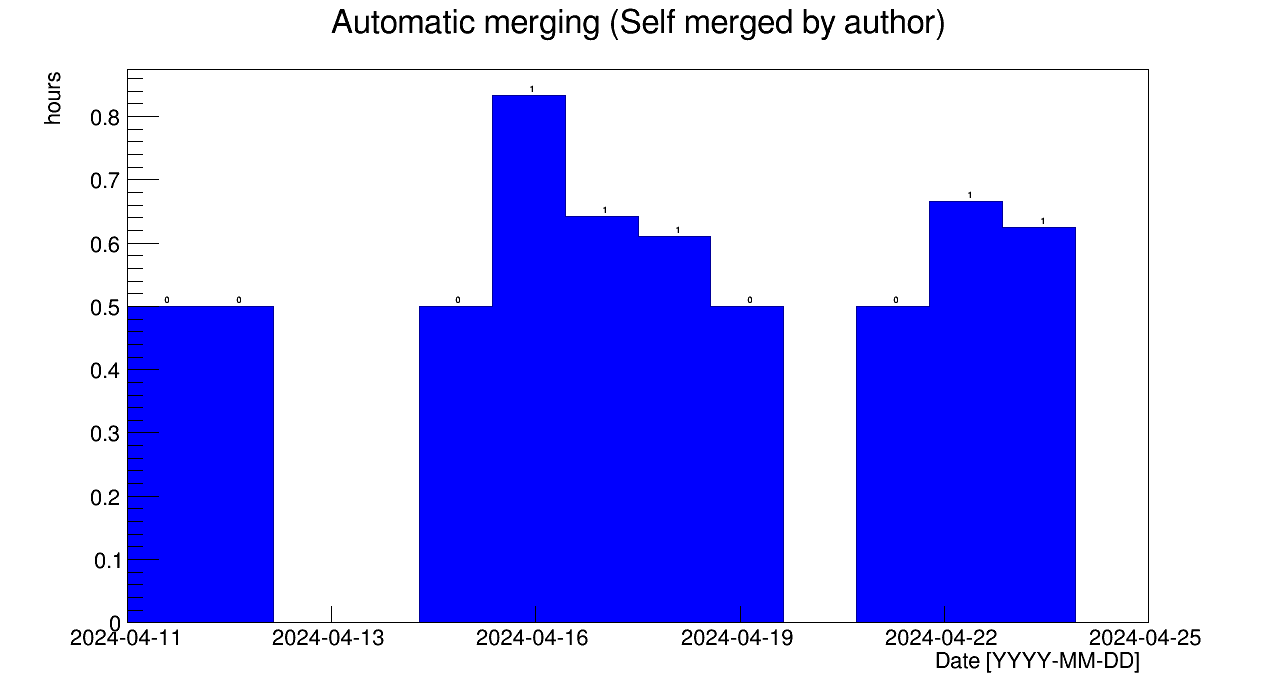 Automatic merging (Self merged by author)
hours
0.8
0.7
0.6
0.5
0.4
0.3
0.2
0.1
0
0 0 0 1 1 1 0 0 1 1
2024-04-11 2024-04-13 2024-04-16 2024-04-19 2024-04-22 2024-04-25
Date [YYYY-MM-DD]